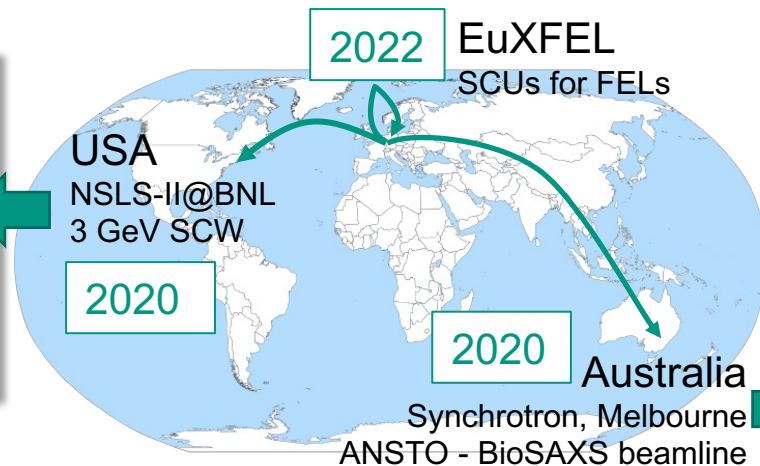 2022
EuXFEL
SCUs for FELs
USA
NSLS-II@BNL
3 GeV SCW
2020
2020
Australia
Synchrotron, Melbourne
ANSTO - BioSAXS beamline